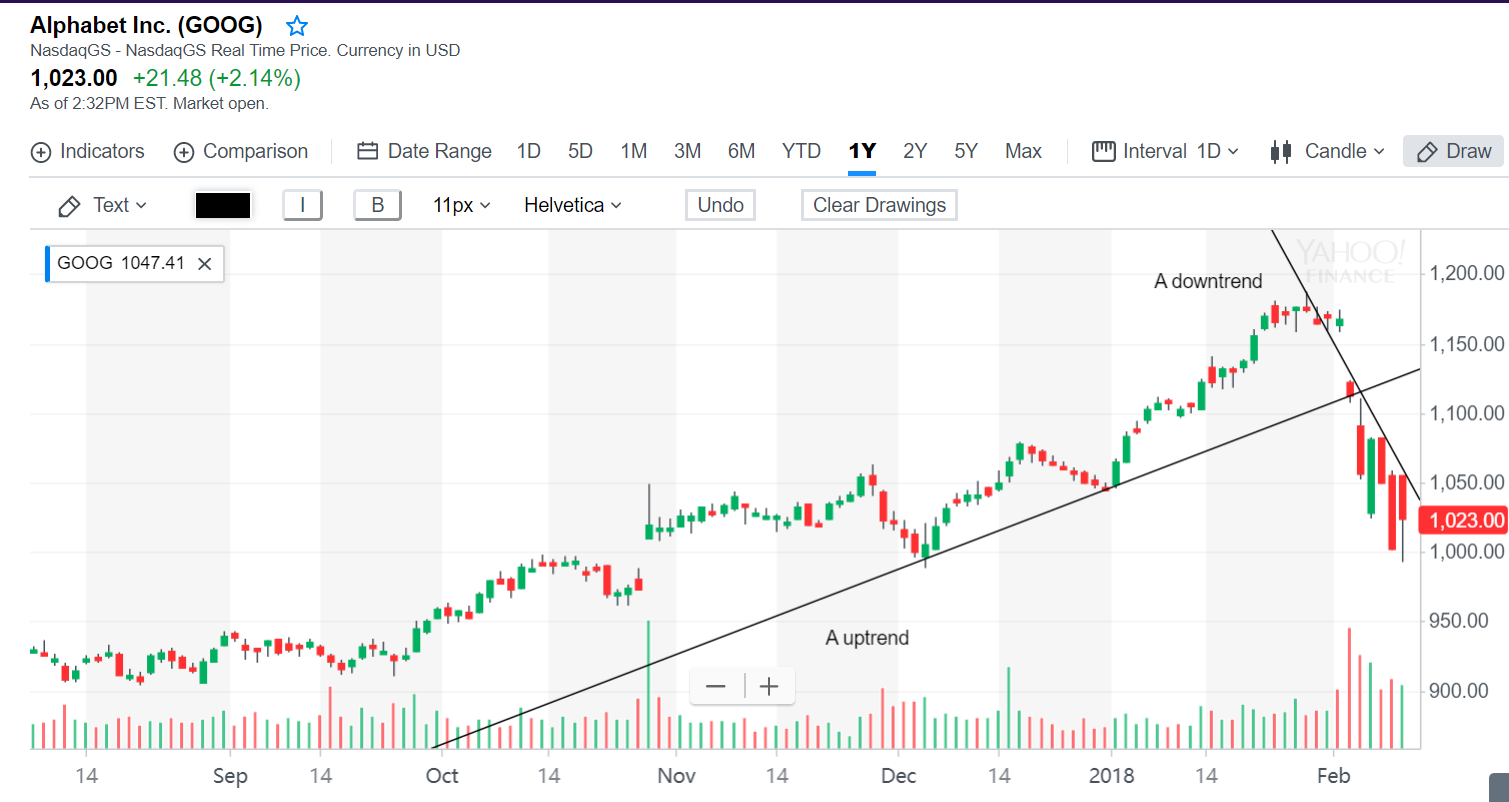 Alphabet Inc. (GOOG)
NasdaqGS - NasdaqGS Real Time Price. Currency in USD
1,023.00 +21.48 (+2.14%)
As of 2:32PM EST. Market open.
Indicators Comparison Date Range 1D 5D 1M 3M 6M YTD 1Y 2Y 5Y Max Interval 1D Candle Draw
Text I B 11px Helvetica Undo Clear Drawings
GOOG 1047.41
YAHOO!
FINANCE
A downtrend
1,200.00
1,150.00
1,100.00
1,050.00
1,023.00
1,000.00
A uptrend
950.00
900.00
14 Sep 14 Oct 14 Nov 14 Dec 14 2018 14 Feb